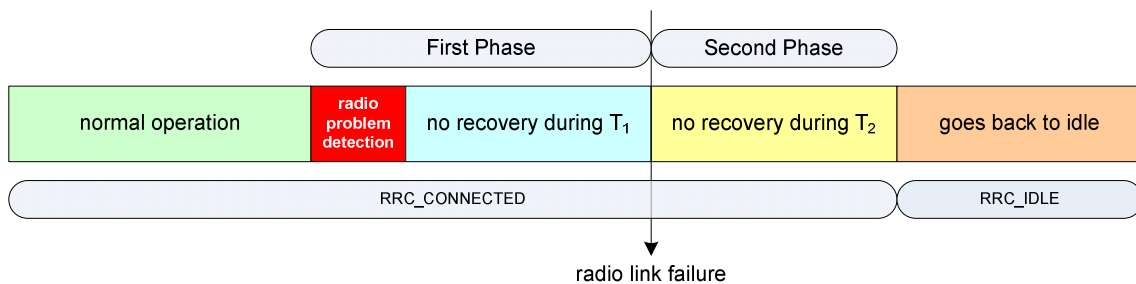 First Phase
Second Phase
normal operation
radio
problem
detection
no recovery during T₁
no recovery during T₂
goes back to idle
RRC_CONNECTED
RRC_IDLE
radio link failure